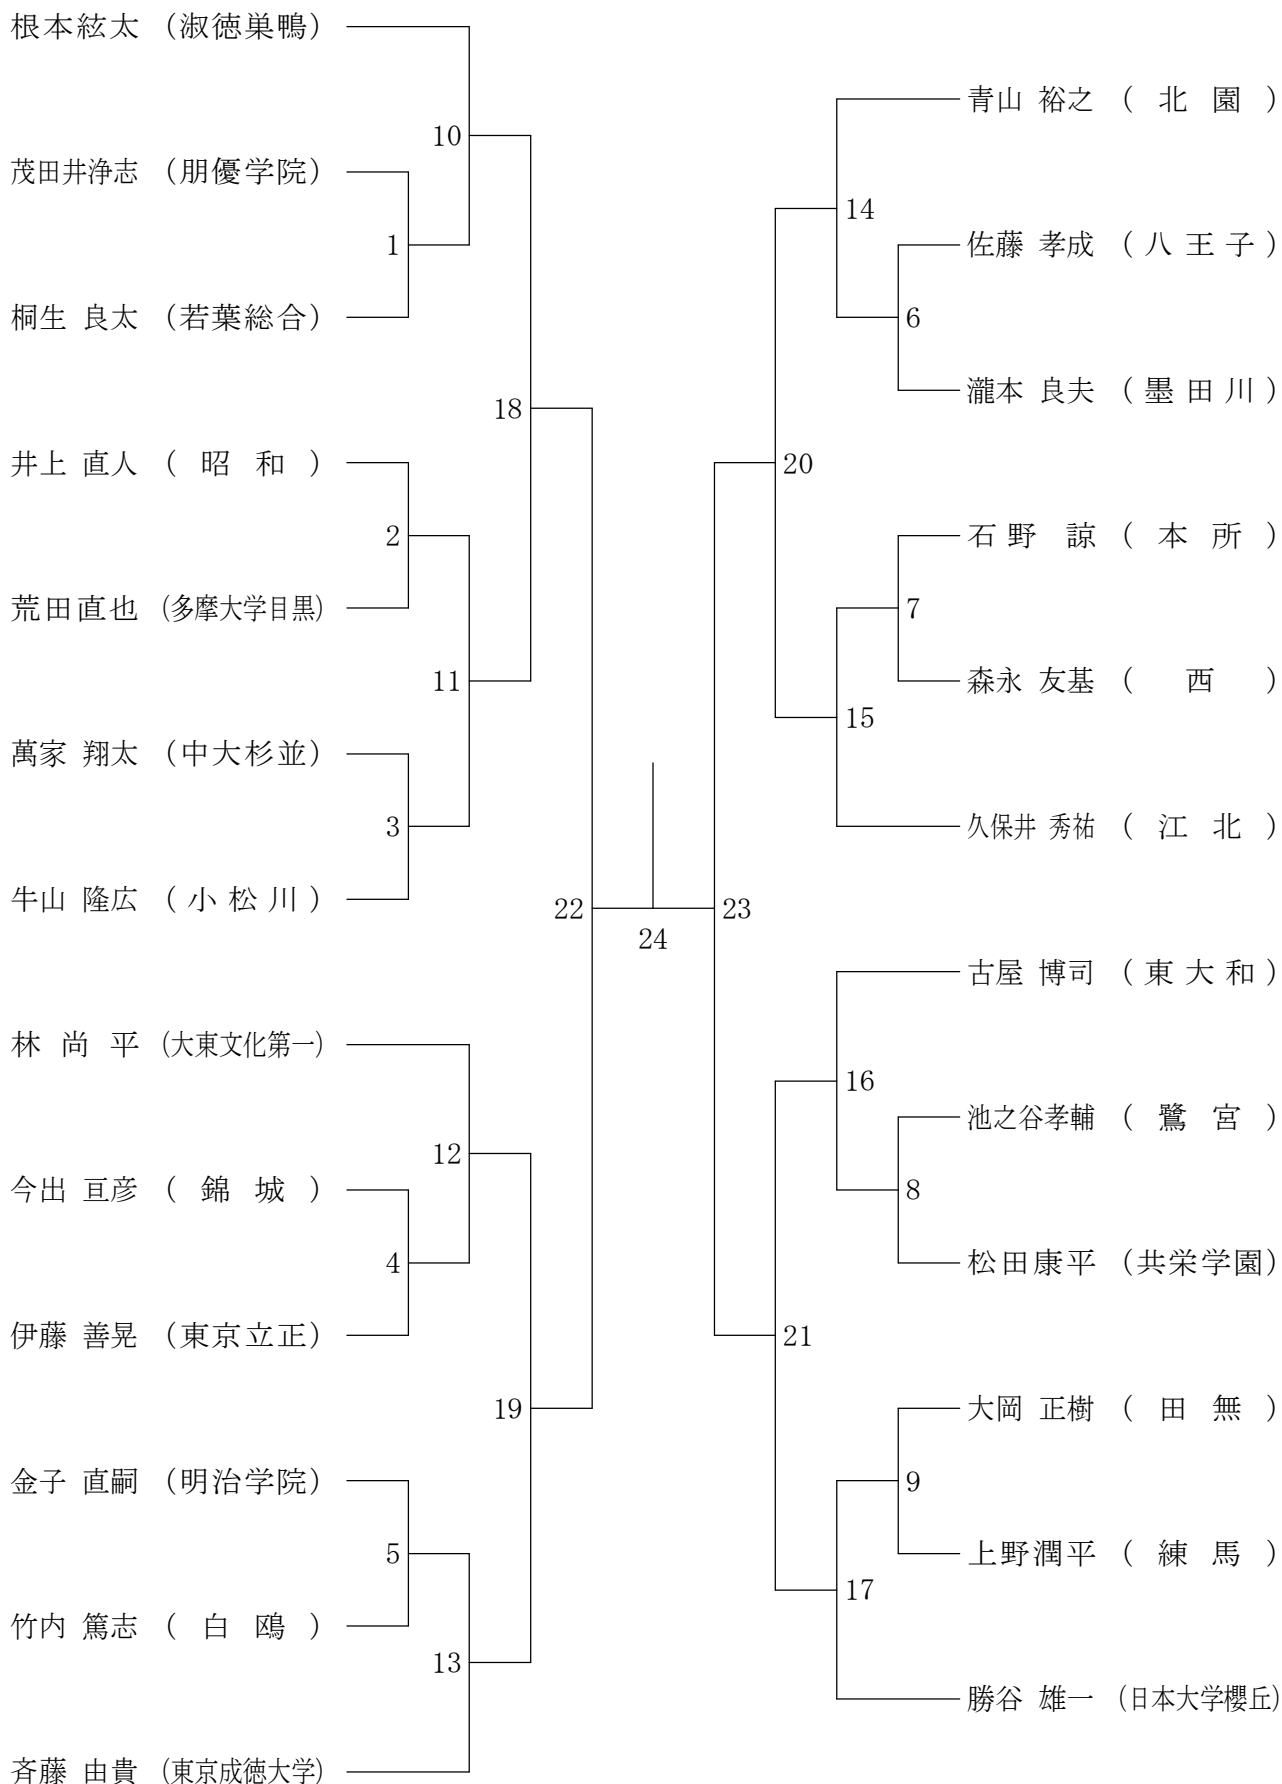 根本紘太 (淑徳巣鴨)
10
茂田井浄志 (朋優学院)
1
桐生 良太 (若葉総合)
18
井上 直人 (昭和)
2
荒田直也 (多摩大学目黒)
11
萬家 翔太 (中大杉並)
3
牛山 隆広 (小松川)
22
林 尚平 (大東文化第一)
12
今出 亘彦 (錦城)
4
伊藤 善晃 (東京立正)
19
金子 直嗣 (明治学院)
5
竹内 篤志 (白鴎)
13
斉藤 由貴 (東京成徳大学)
24
青山 裕之 (北園)
14
佐藤 孝成 (八王子)
6
瀧本 良夫 (墨田川)
20
石野 諒 (本所)
7
森永 友基 (西)
15
久保井 秀祐 (江北)
23
古屋 博司 (東大和)
16
池之谷孝輔 (鷺宮)
8
松田康平 (共栄学園)
21
大岡 正樹 (田無)
9
上野潤平 (練馬)
17
勝谷 雄一 (日本大学櫻丘)